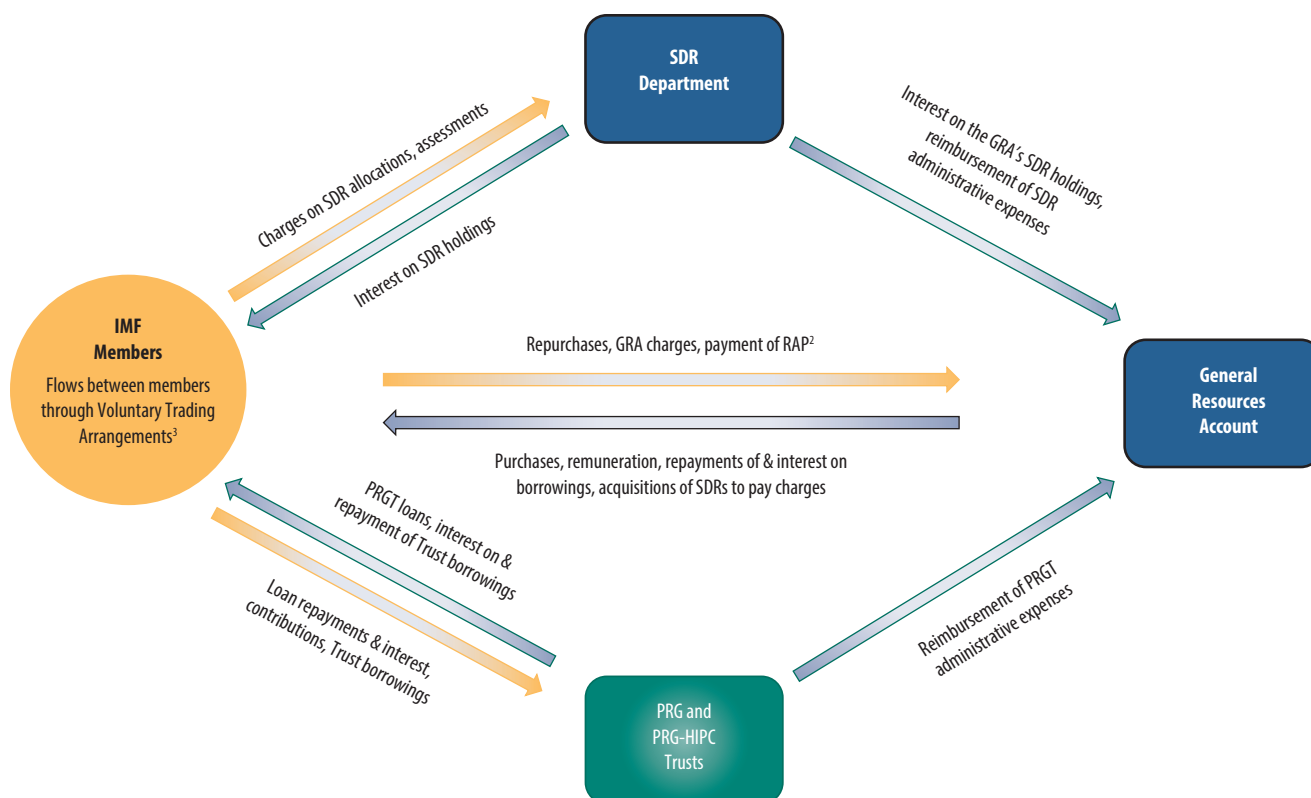 SDR
Department
Charges on SDR allocations, assessments
Interest on SDR holdings
Interest on the GRA's SDR holdings,
reimbursement of SDR
administrative expenses
IMF
Members
Flows between members
through Voluntary Trading
Arrangements³
Repurchases, GRA charges, payment of RAP²
Purchases, remuneration, repayments of & interest on
borrowings, acquisitions of SDRs to pay charges
General
Resources
Account
PRGT loans, interest on &
repayment of Trust borrowings
Loan repayments & interest,
contributions, Trust borrowings
Reimbursement of PRGT
administrative expenses
PRG and
PRG-HIPC
Trusts